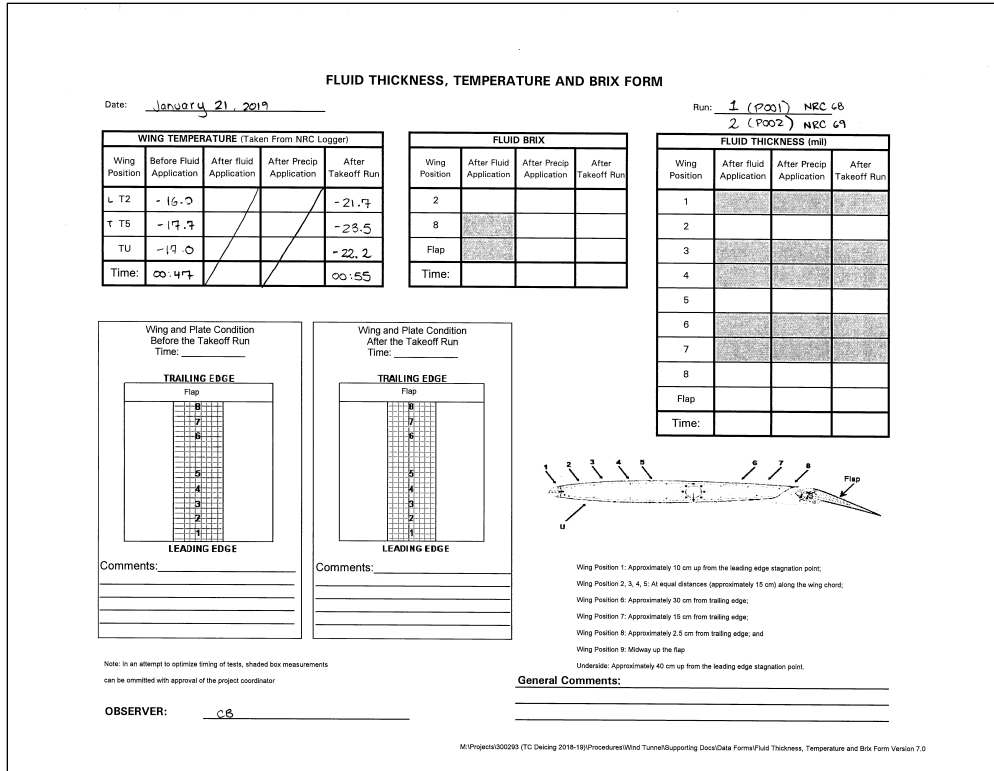 FLUID THICKNESS, TEMPERATURE AND BRIX FORM
Date: January 21, 2019
Run: 1 (P001) NRC 68
2 (P002) NRC 69
WING TEMPERATURE (Taken From NRC Logger)
Wing Position Before Fluid Application After fluid Application After Precip Application After Takeoff Run
L T2 -16.0 -21.7
T T5 -17.7 -23.5
TU -17.0 -22.2
Time: 00:47 00:55
FLUID BRIX
Wing Position After Fluid Application After Precip Application After Takeoff Run
2
8
Flap
Time:
FLUID THICKNESS (mil)
Wing Position After fluid Application After Precip Application After Takeoff Run
1
2
3
4
5
6
7
8
Flap
Time:
Wing and Plate Condition
Before the Takeoff Run
Time:
TRAILING EDGE
Flap
8
7
6
5
4
3
2
1
LEADING EDGE
Comments:
Wing and Plate Condition
After the Takeoff Run
Time:
TRAILING EDGE
Flap
8
7
6
5
4
3
2
1
LEADING EDGE
Comments:
1 2 3 4 5 6 7 8 Flap
U
Wing Position 1: Approximately 10 cm up from the leading edge stagnation point;
Wing Position 2, 3, 4, 5: At equal distances (approximately 15 cm) along the wing chord;
Wing Position 6: Approximately 30 cm from trailing edge;
Wing Position 7: Approximately 15 cm from trailing edge;
Wing Position 8: Approximately 2.5 cm from trailing edge; and
Wing Position 9: Midway up the flap
Underside: Approximately 40 cm up from the leading edge stagnation point.
Note: In an attempt to optimize timing of tests, shaded box measurements
can be ommitted with approval of the project coordinator
General Comments:
OBSERVER: CB
M:\Projects\300293 (TC Deicing 2018-19)\Procedures\Wind Tunnel\Supporting Docs\Data Forms\Fluid Thickness, Temperature and Brix Form Version 7.0